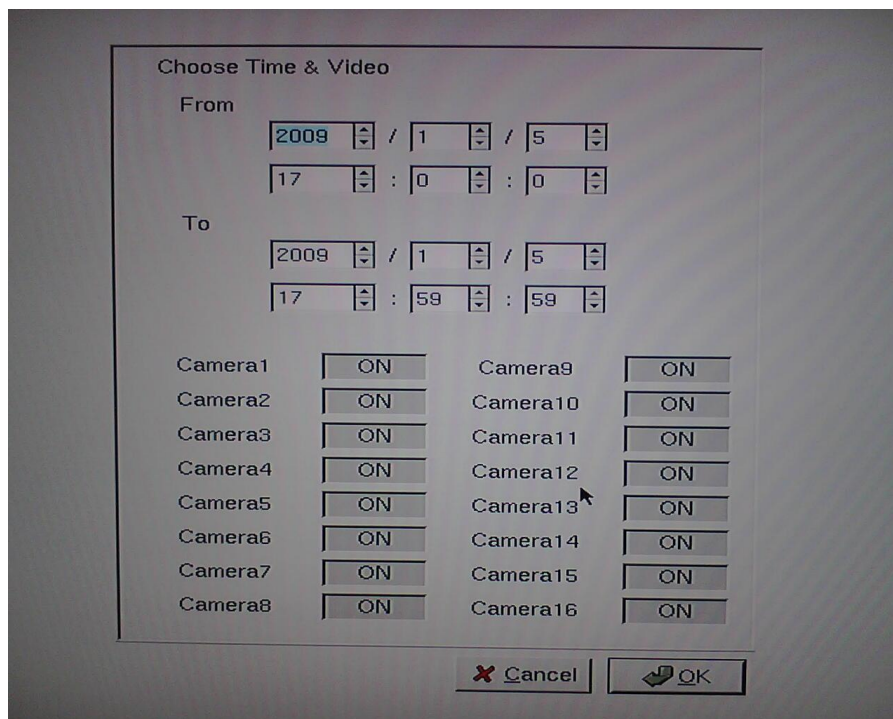 Choose Time & Video
From
2009 / 1 / 5
17 : 0 : 0
To
2009 / 1 / 5
17 : 59 : 59
Camera1 ON Camera9 ON
Camera2 ON Camera10 ON
Camera3 ON Camera11 ON
Camera4 ON Camera12 ON
Camera5 ON Camera13 ON
Camera6 ON Camera14 ON
Camera7 ON Camera15 ON
Camera8 ON Camera16 ON
Cancel OK